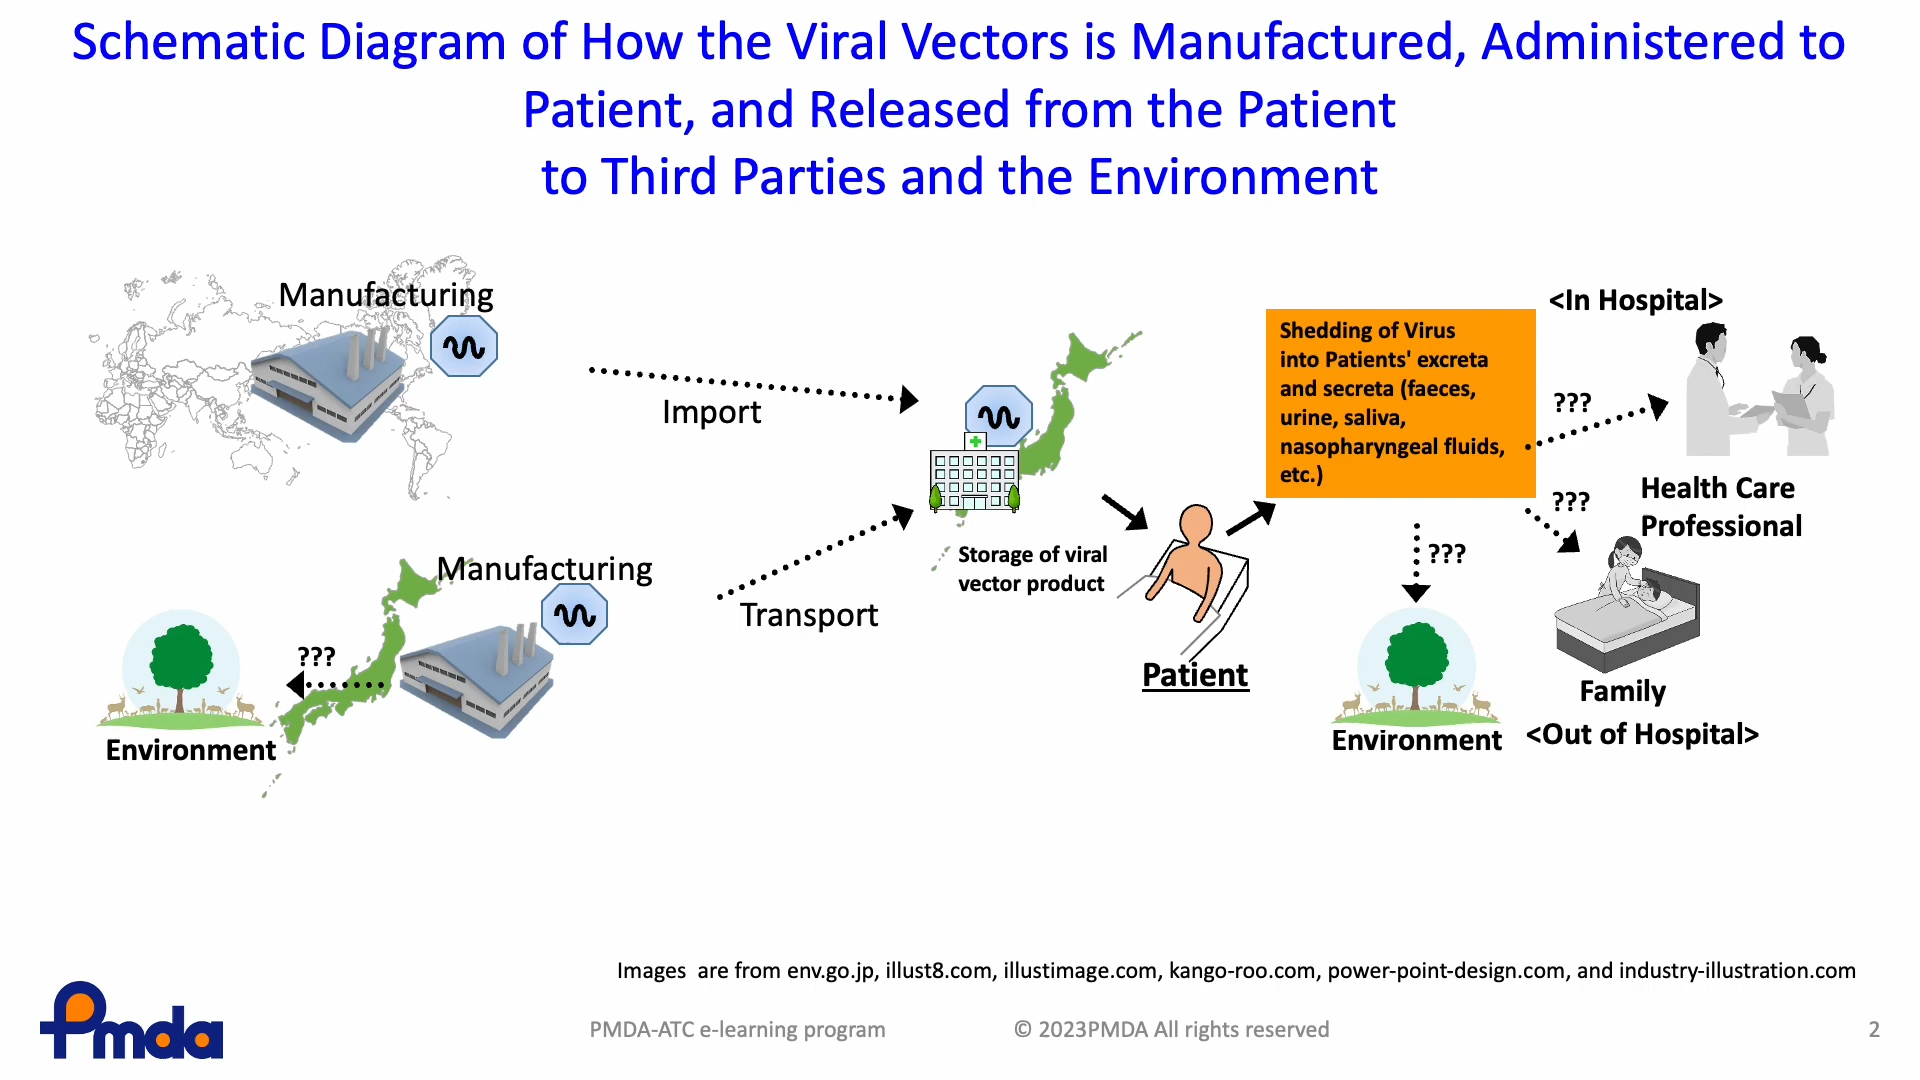 Schematic Diagram of How the Viral Vectors is Manufactured, Administered to
Patient, and Released from the Patient
to Third Parties and the Environment
Manufacturing
Import
Manufacturing
Transport
???
Environment
Storage of viral
vector product
Patient
Shedding of Virus
into Patients' excreta
and secreta (faeces,
urine, saliva,
nasopharyngeal fluids,
etc.)
<In Hospital>
???
Health Care
Professional
???
Family
<Out of Hospital>
???
Environment
Images are from env.go.jp, illust8.com, illustimage.com, kango-roo.com, power-point-design.com, and industry-illustration.com
Pmda
PMDA-ATC e-learning program
© 2023PMDA All rights reserved
2